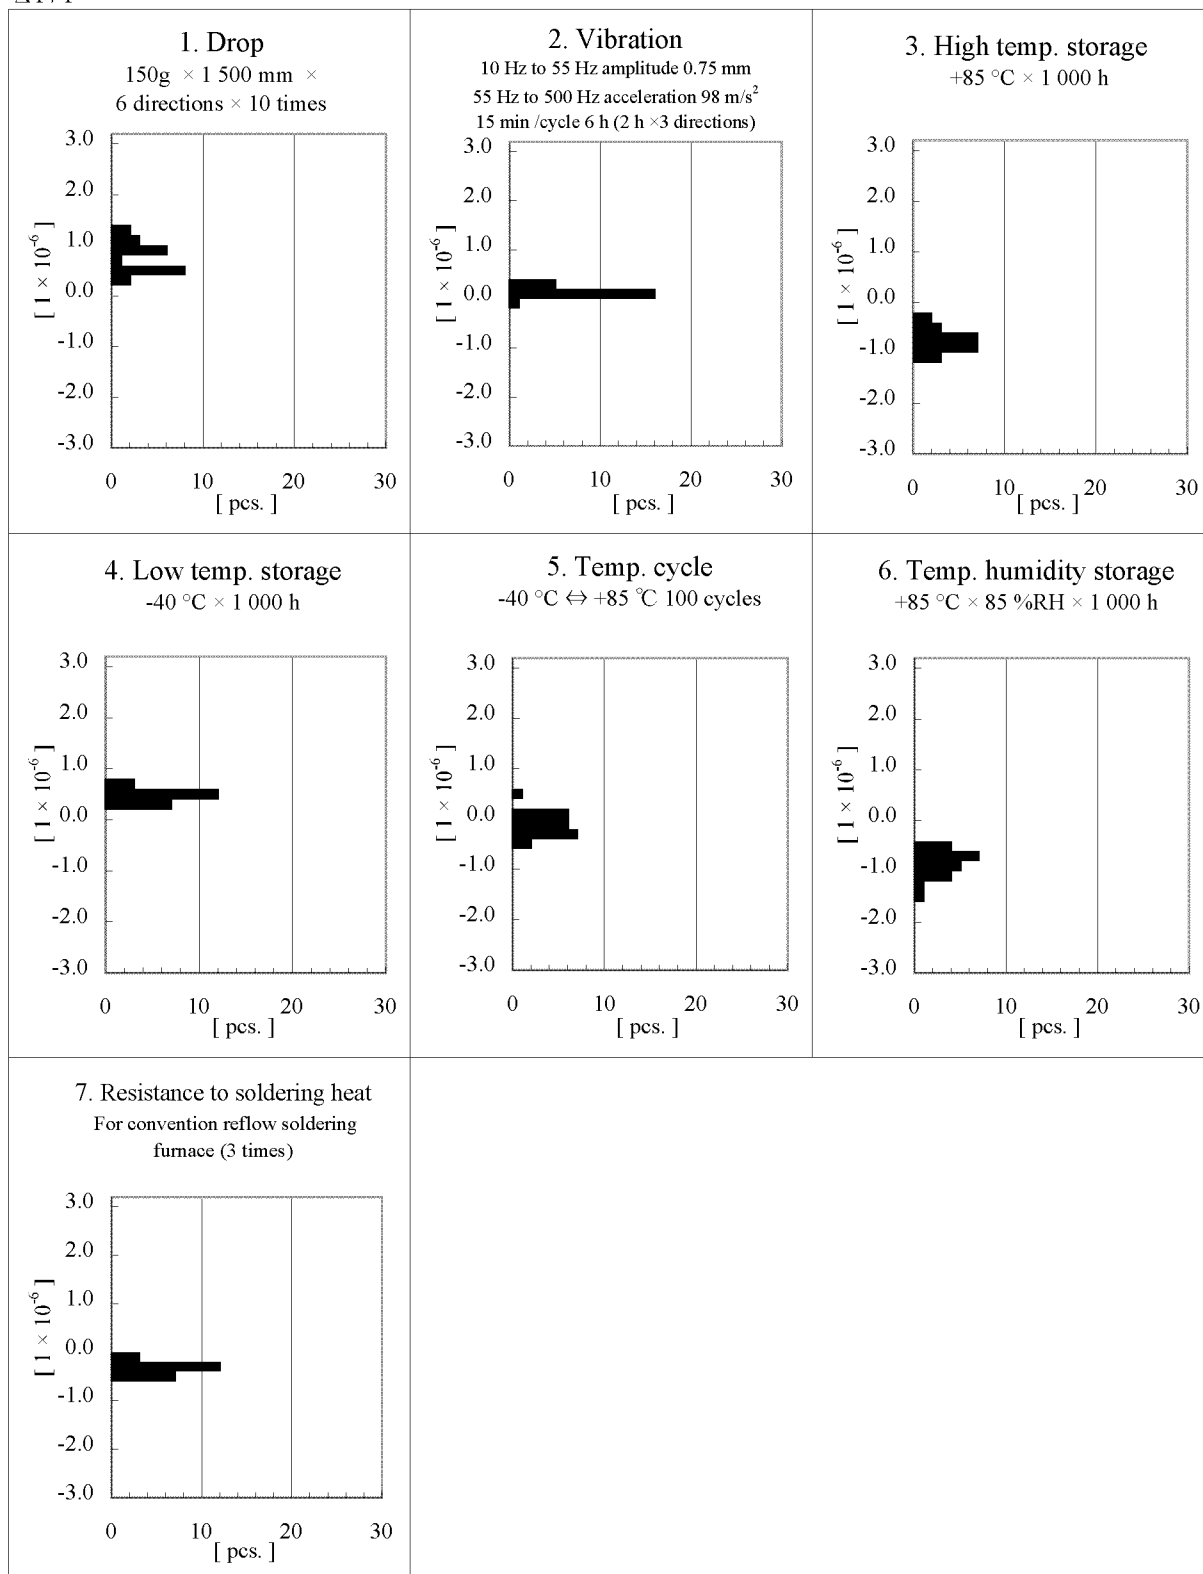 1. Drop
150g × 1 500 mm ×
6 directions × 10 times
3.0
2.0
1.0
0.0
-1.0
-2.0
-3.0
[ 1 × 10-6 ]
0 10 20 30
[ pcs. ]
2. Vibration
10 Hz to 55 Hz amplitude 0.75 mm
55 Hz to 500 Hz acceleration 98 m/s2
15 min /cycle 6 h (2 h ×3 directions)
3.0
2.0
1.0
0.0
-1.0
-2.0
-3.0
[ 1 × 10-6 ]
0 10 20 30
[ pcs. ]
3. High temp. storage
+85 °C × 1 000 h
3.0
2.0
1.0
0.0
-1.0
-2.0
-3.0
[ 1 × 10-6 ]
0 10 20 30
[ pcs. ]
4. Low temp. storage
-40 °C × 1 000 h
3.0
2.0
1.0
0.0
-1.0
-2.0
-3.0
[ 1 × 10-6 ]
0 10 20 30
[ pcs. ]
5. Temp. cycle
-40 °C ⇔ +85 ℃ 100 cycles
3.0
2.0
1.0
0.0
-1.0
-2.0
-3.0
[ 1 × 10-6 ]
0 10 20 30
[ pcs. ]
6. Temp. humidity storage
+85 °C × 85 %RH × 1 000 h
3.0
2.0
1.0
0.0
-1.0
-2.0
-3.0
[ 1 × 10-6 ]
0 10 20 30
[ pcs. ]
7. Resistance to soldering heat
For convention reflow soldering
furnace (3 times)
3.0
2.0
1.0
0.0
-1.0
-2.0
-3.0
[ 1 × 10-6 ]
0 10 20 30
[ pcs. ]